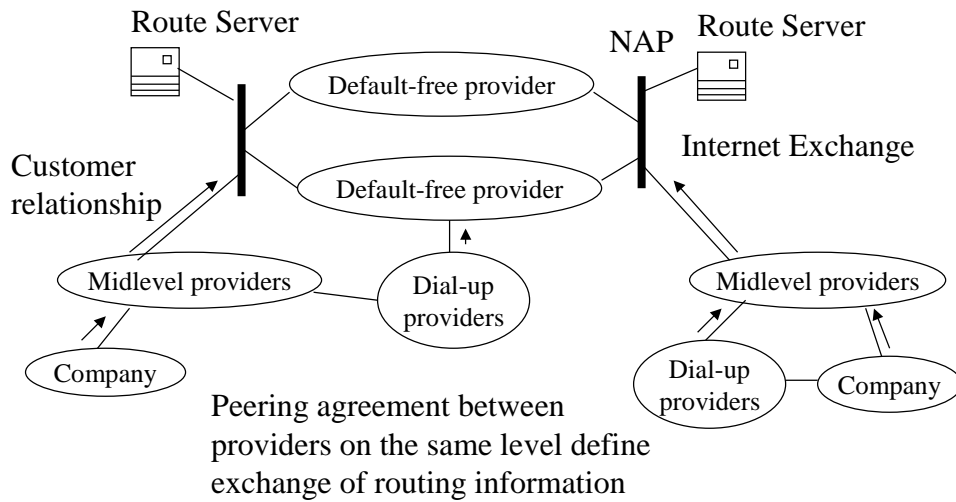 Route Server
NAP
Route Server
Default-free provider
Internet Exchange
Customer
relationship
Default-free provider
Midlevel providers
Dial-up
providers
Midlevel providers
Company
Dial-up
providers
Company
Peering agreement between
providers on the same level define
exchange of routing information